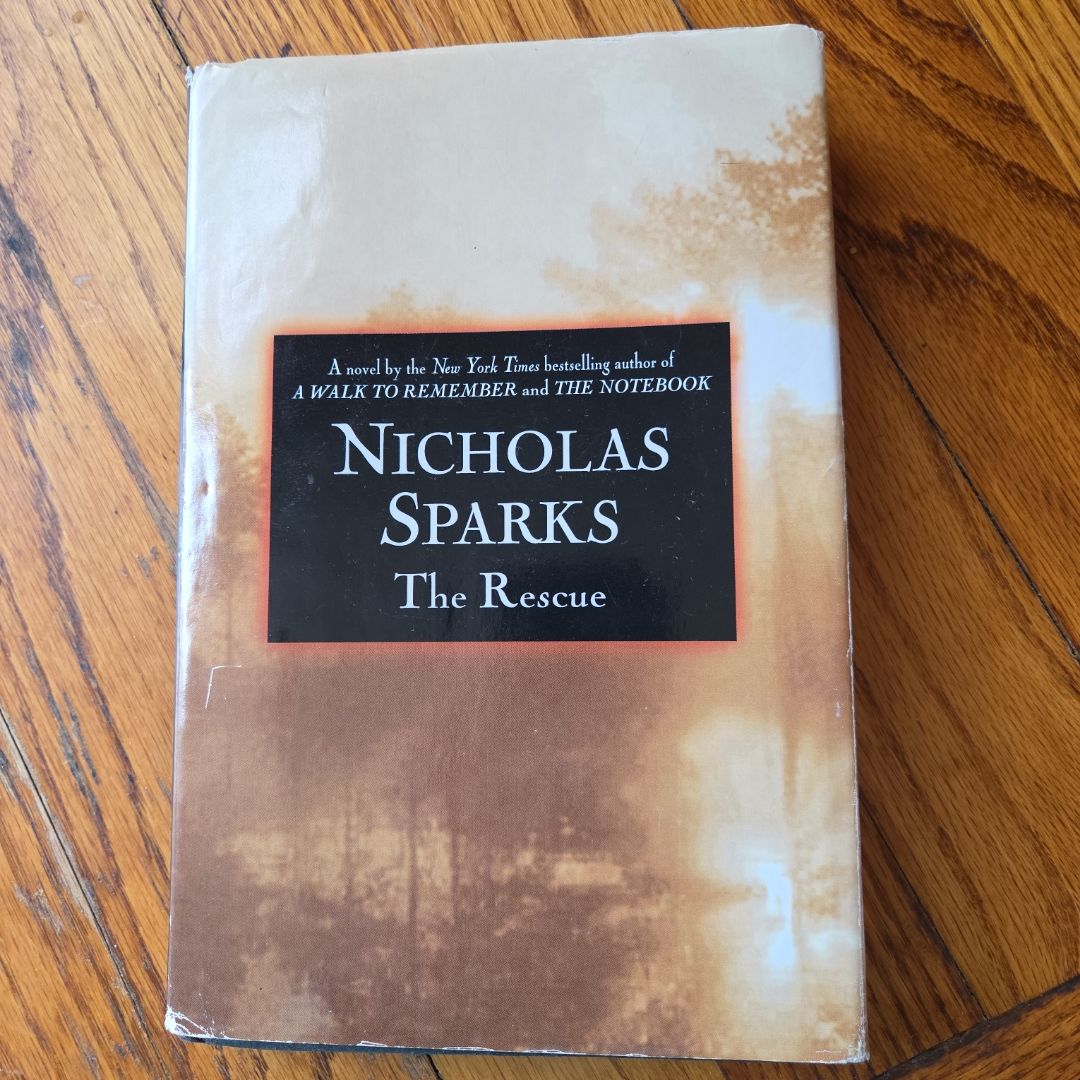 A novel by the New York Times bestselling author of
A WALK TO REMEMBER and THE NOTEBOOK
NICHOLAS
SPARKS
The Rescue